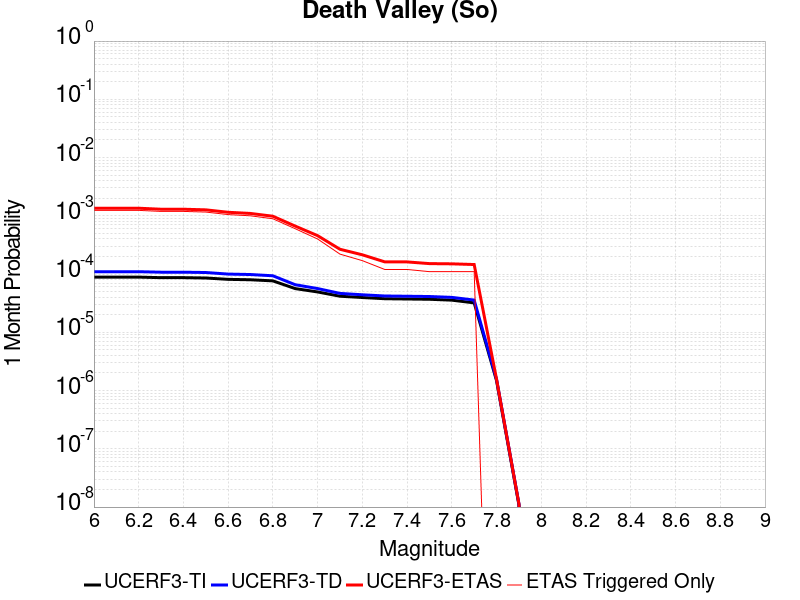 Death Valley (So)
10^0
10^-1
10^-2
10^-3
10^-4
10^-5
10^-6
10^-7
10^-8
1 Month Probability
6 6.2 6.4 6.6 6.8 7 7.2 7.4 7.6 7.8 8 8.2 8.4 8.6 8.8 9
Magnitude
UCERF3-TI UCERF3-TD UCERF3-ETAS ETAS Triggered Only